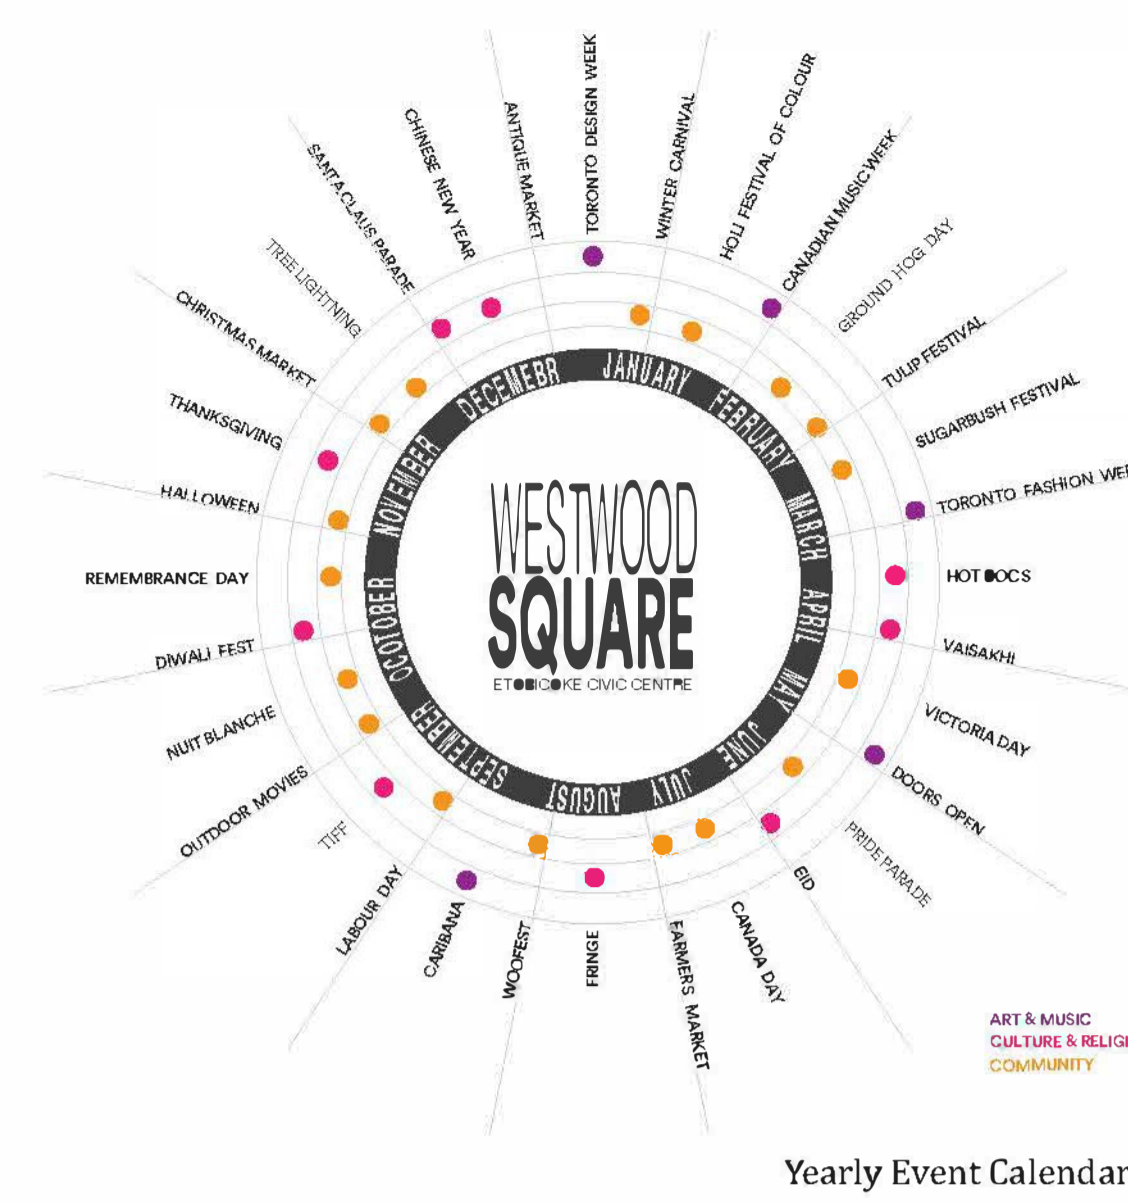 TORONTO DESIGN WEEK
WINTER CARNIVAL
HOLI FESTIVAL OF COLOUR
CANADIAN MUSIC WEEK
GROUND HOG DAY
TULIP FESTIVAL
SUGARBUSH FESTIVAL
TORONTO FASHION WEE
HOT DOCS
VAISAKHI
VICTORIA DAY
DOORS OPEN
PRIDE PARADE
EID
CANADA DAY
FARMERS MARKET
FRINGE
WOOFEST
CARIBANA
LABOUR DAY
TIFF
OUTDOOR MOVIES
NUIT BLANCHE
DIWALI FEST
REMEMBRANCE DAY
HALLOWEEN
THANKSGIVING
CHRISTMAS MARKET
TREE LIGHTNING
SANTA CLAUS PARADE
CHINESE NEW YEAR
ANTIQUE MARKET
JANUARY
FEBRUARY
MARCH
APRIL
MAY
JUNE
JULY
AUGUST
SEPTEMBER
OCOTOBER
NOVEMBER
DECEMEBR
WESTWOOD
SQUARE
ETOBICOKE CIVIC CENTRE
ART & MUSIC
CULTURE & RELIGI
COMMUNITY
Yearly Event Calendar